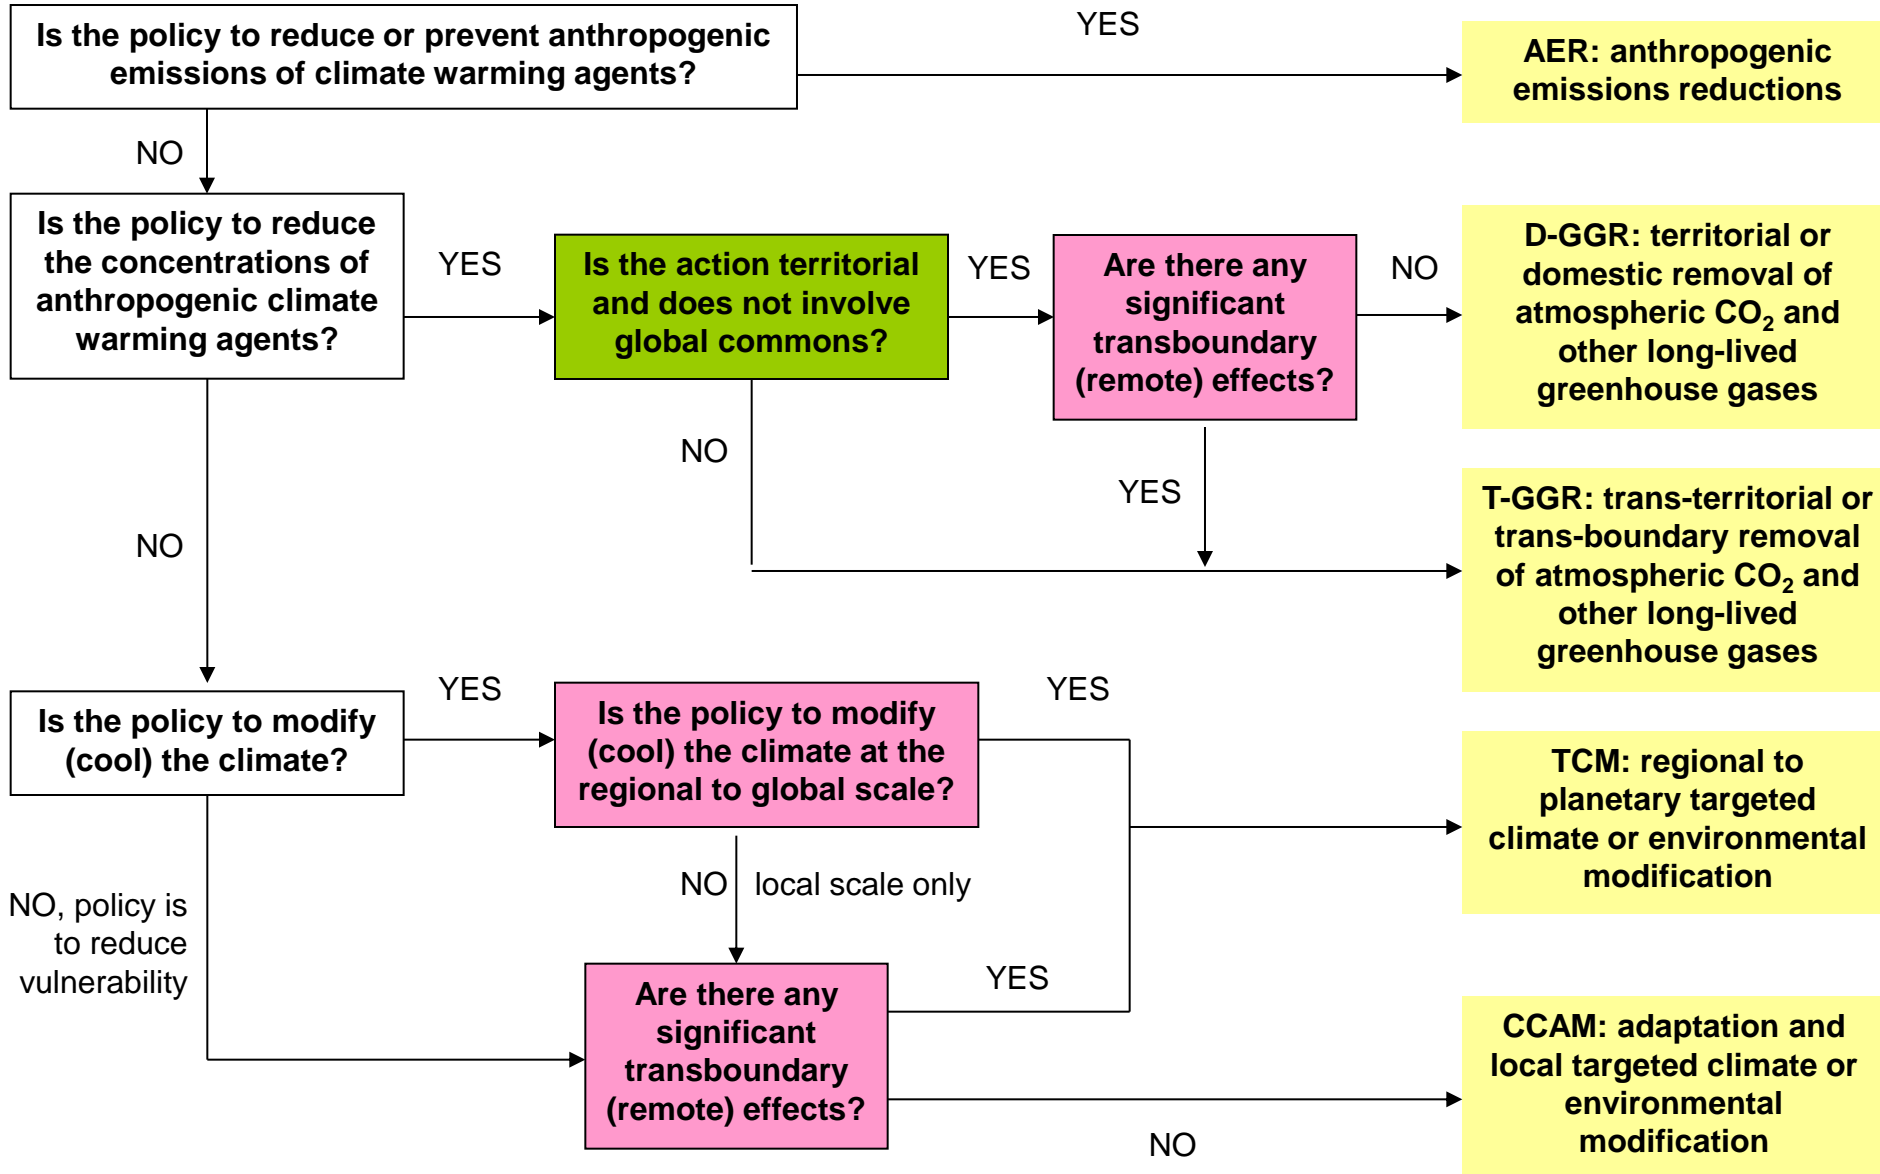 Is the policy to reduce or prevent anthropogenic
emissions of climate warming agents?
YES
AER: anthropogenic
emissions reductions
NO
Is the policy to reduce
the concentrations of
anthropogenic climate
warming agents?
YES
Is the action territorial
and does not involve
global commons?
YES
Are there any
significant
transboundary
(remote) effects?
NO
D-GGR: territorial or
domestic removal of
atmospheric CO₂ and
other long-lived
greenhouse gases
NO
YES
T-GGR: trans-territorial or
trans-boundary removal
of atmospheric CO₂ and
other long-lived
greenhouse gases
NO
Is the policy to modify
(cool) the climate?
YES
Is the policy to modify
(cool) the climate at the
regional to global scale?
YES
TCM: regional to
planetary targeted
climate or environmental
modification
NO
local scale only
NO, policy is
to reduce
vulnerability
Are there any
significant
transboundary
(remote) effects?
YES
NO
CCAM: adaptation and
local targeted climate or
environmental
modification